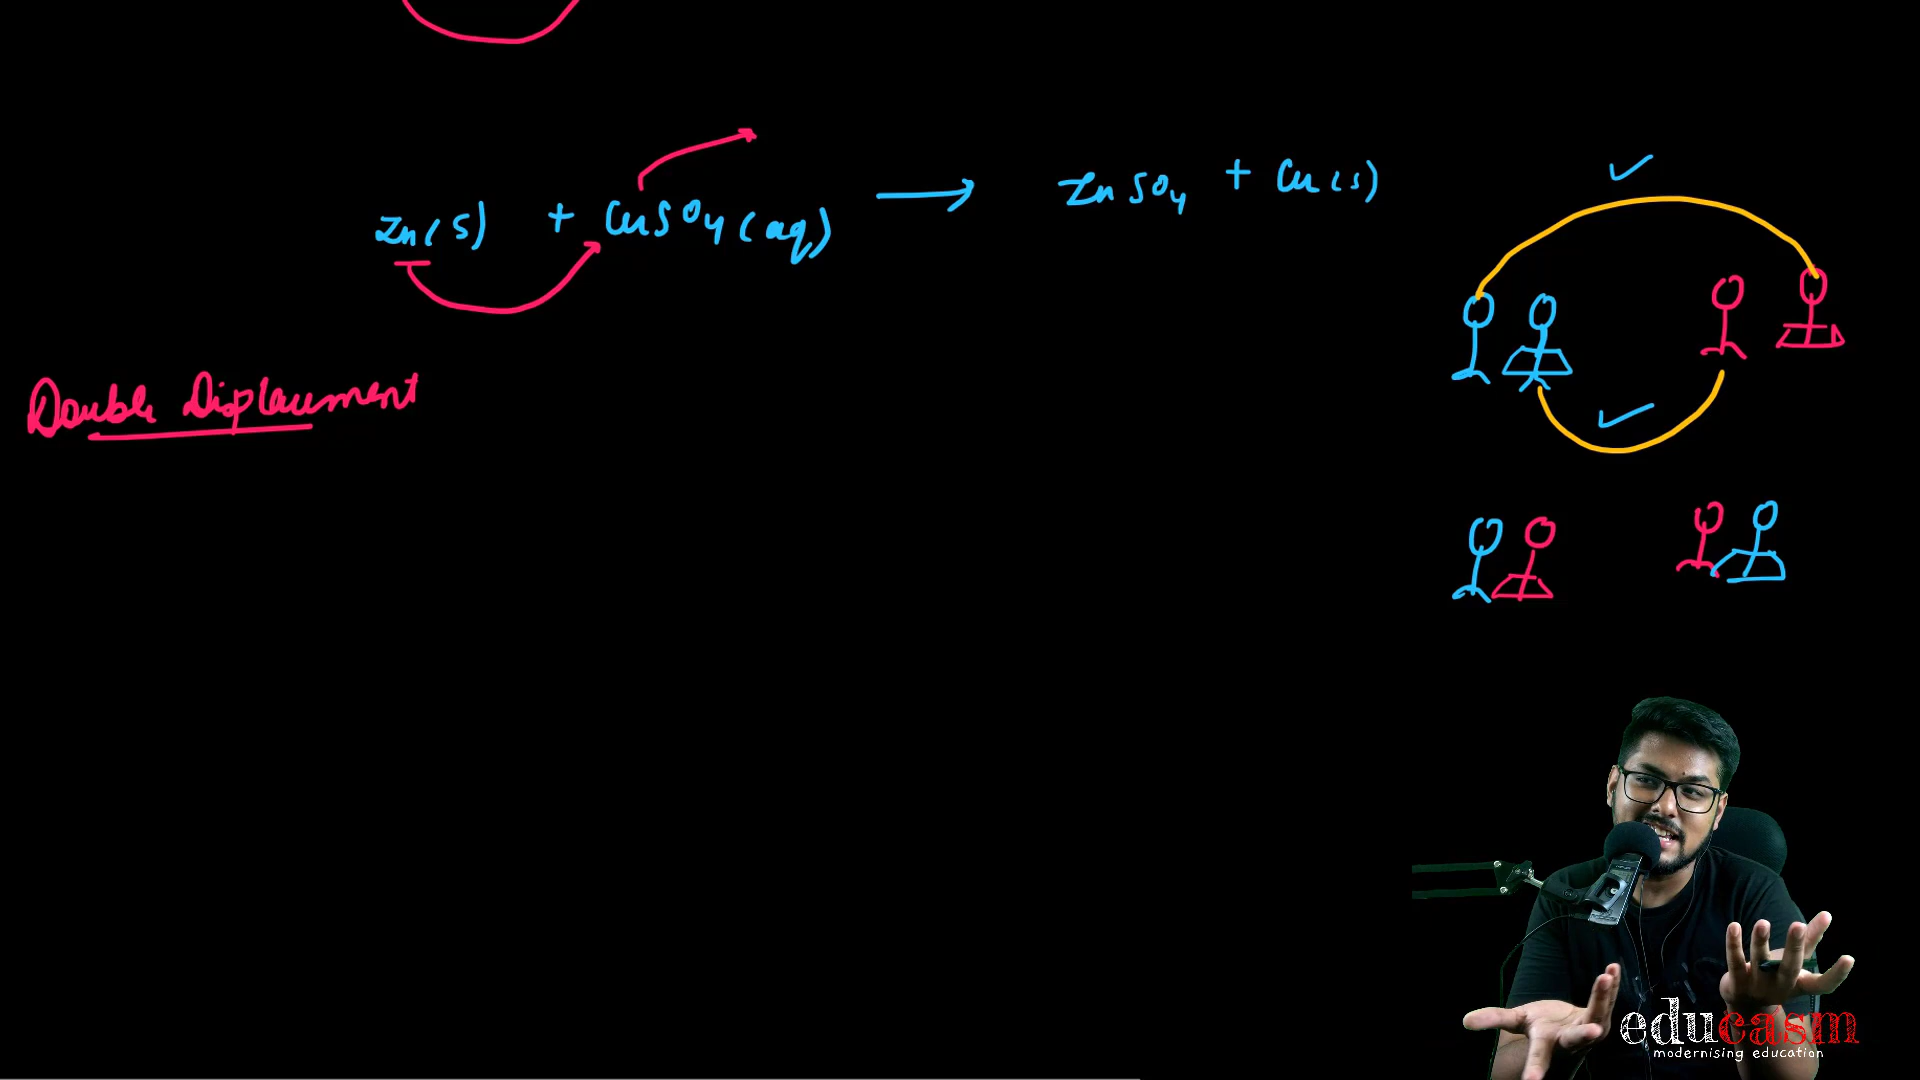 Zn(s) + CuSO4(aq) → ZnSO4 + Cu(s)
Double Displacement
educasm
modernising education